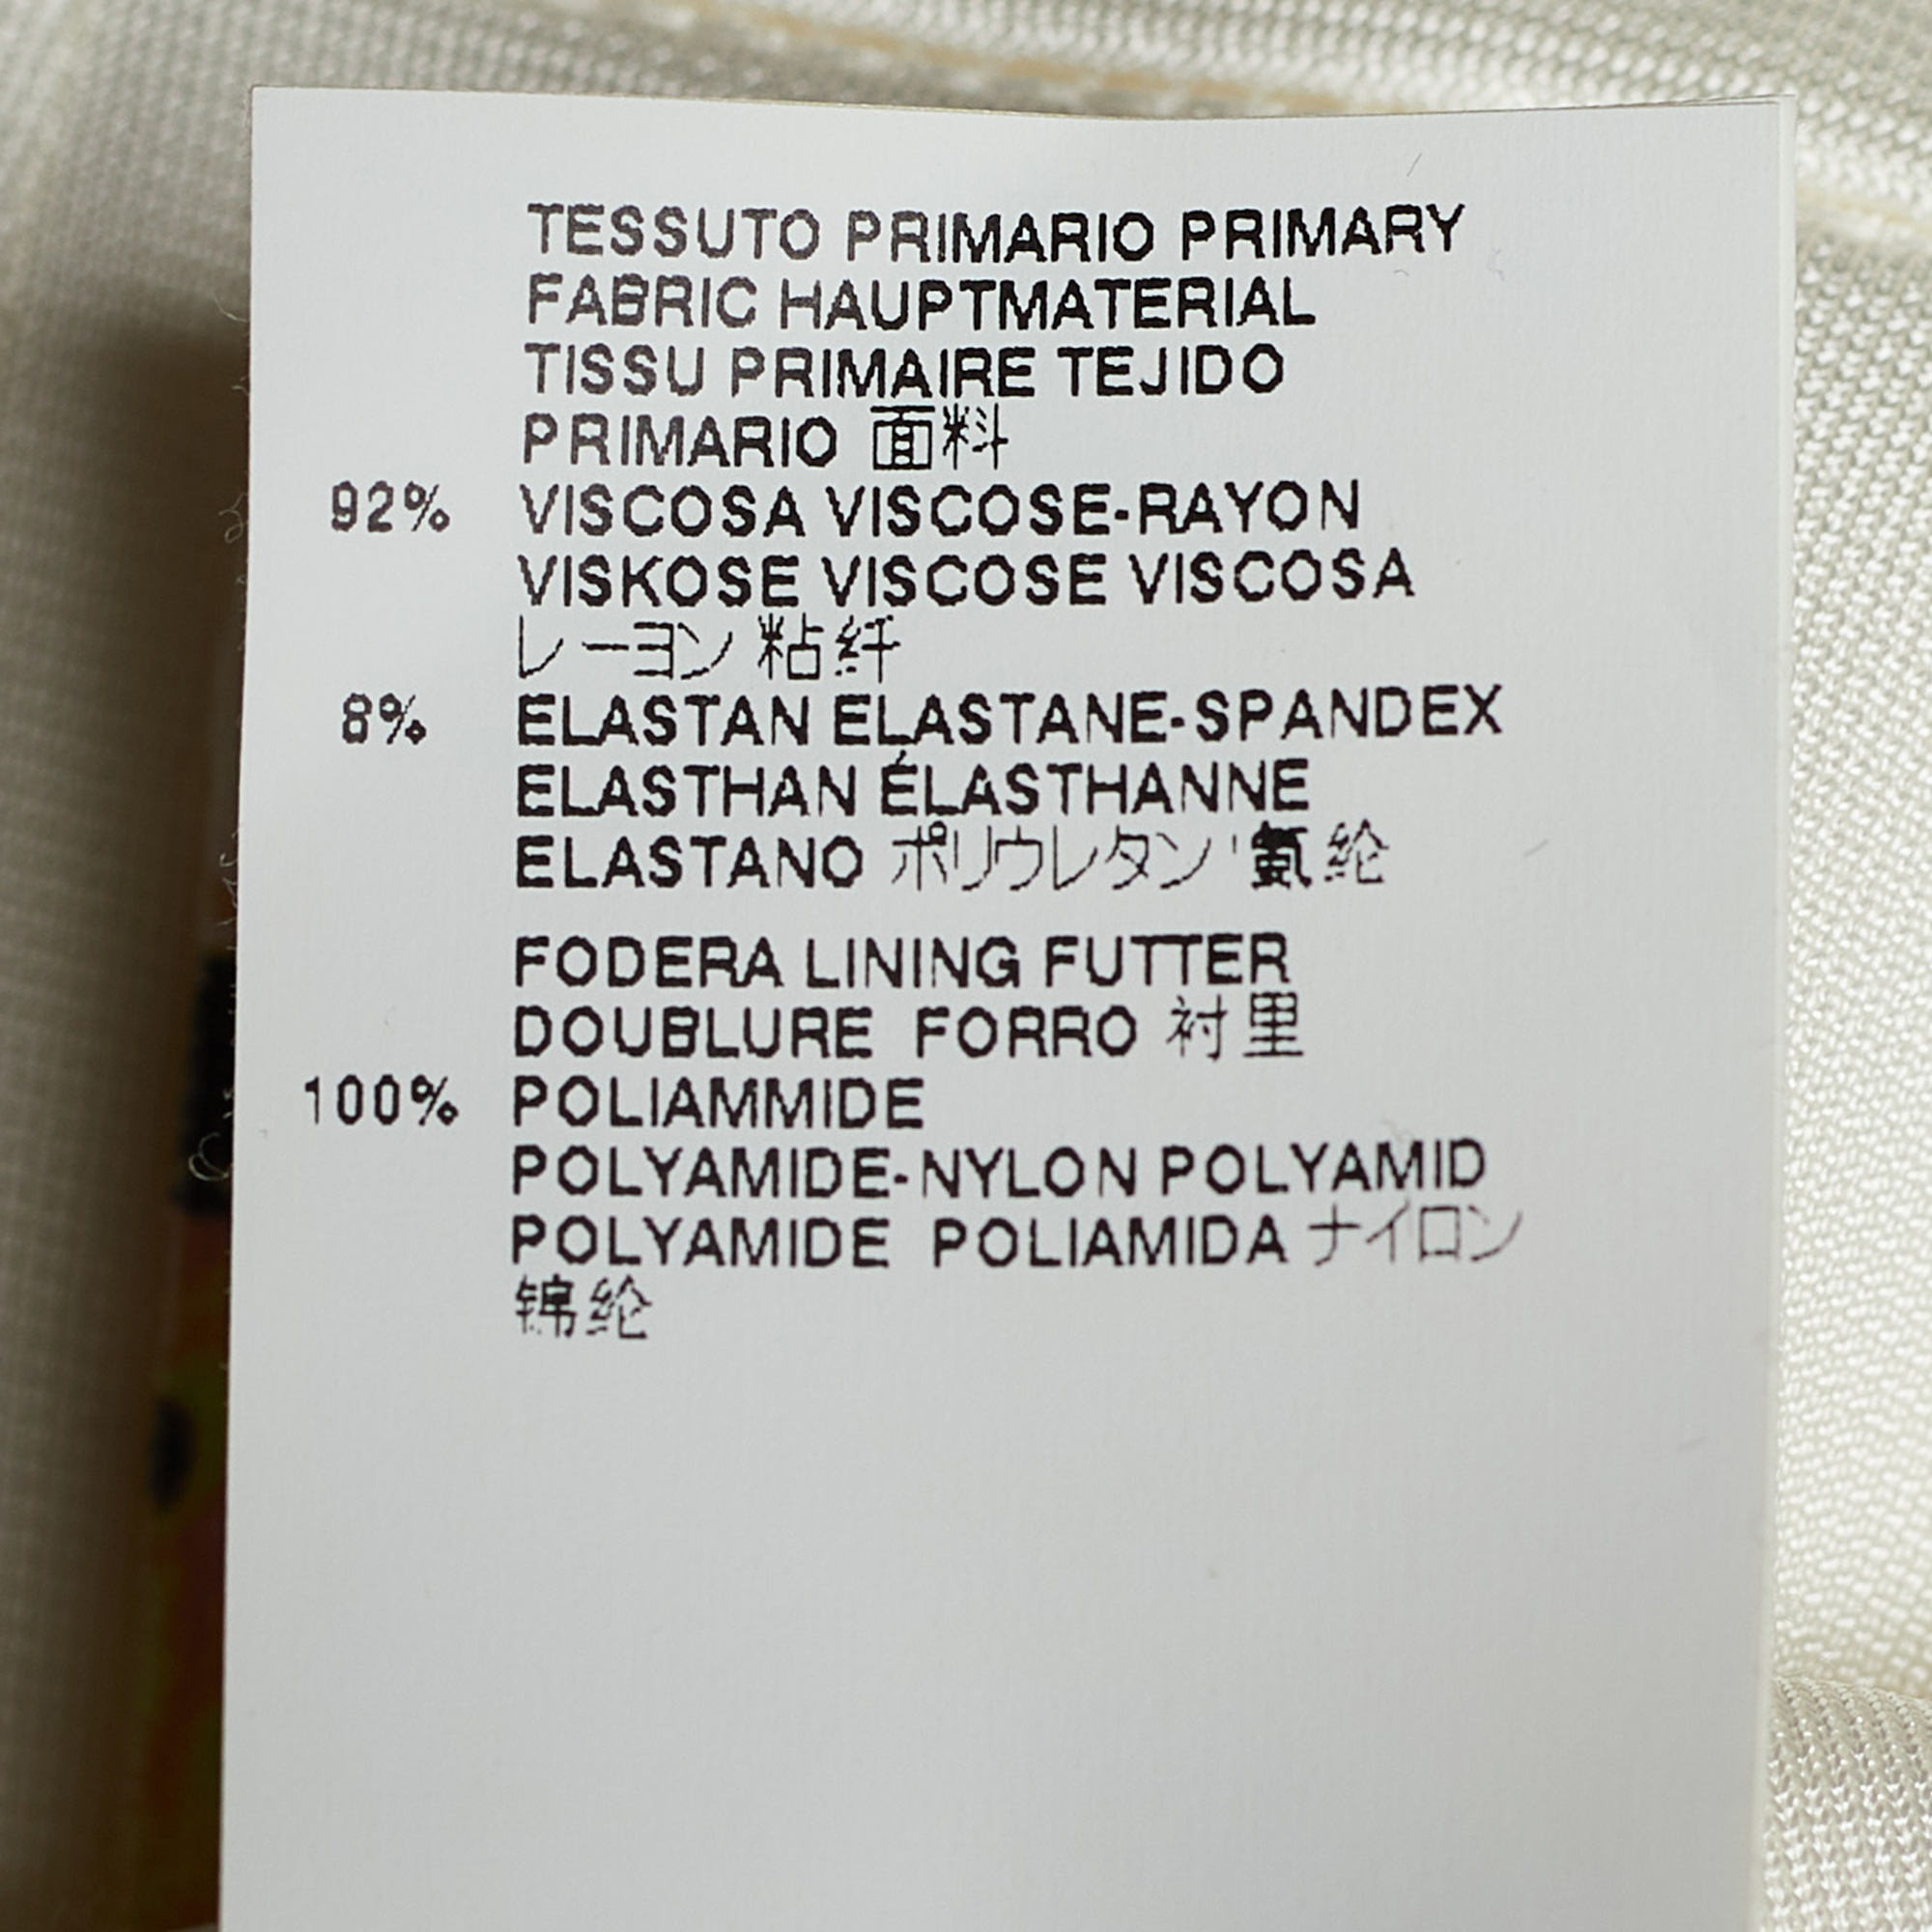 TESSUTO PRIMARIO PRIMARY
FABRIC HAUPTMATERIAL
TISSU PRIMAIRE TEJIDO
PRIMARIO 面料
92% VISCOSA VISCOSE-RAYON
VISKOSE VISCOSE VISCOSA
レーヨン 粘纤
8% ELASTAN ELASTANE-SPANDEX
ELASTHAN ÉLASTHANNE
ELASTANO ポリウレタン' 氨纶
FODERA LINING FUTTER
DOUBLURE FORRO 衬里
100% POLIAMMIDE
POLYAMIDE-NYLON POLYAMID
POLYAMIDE POLIAMIDA ナイロン
锦纶